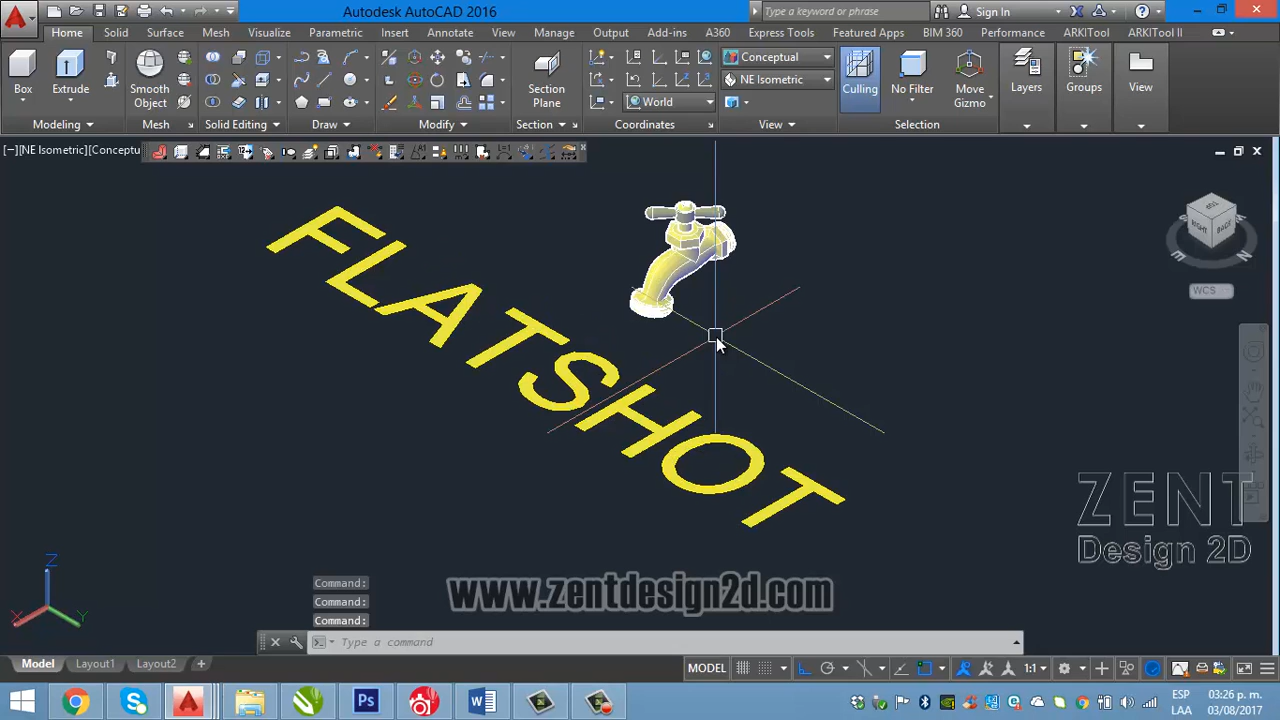 Autodesk AutoCAD 2016
Type a keyword or phrase
Sign In
Home Solid Surface Mesh Visualize Parametric Insert Annotate View Manage Output Add-ins A360 Express Tools Featured Apps BIM 360 Performance ARKITool ARKITool II
Box
Extrude
Smooth Object
Section Plane
World
Conceptual
NE Isometric
Culling
No Filter
Move Gizmo
Layers
Groups
View
Modeling Mesh Solid Editing Draw Modify Section Coordinates View Selection
[−][NE Isometric][Conceptu
TOP
RIGHT
BACK
N
E
WCS
FLATSHOT
ZENT
Design 2D
www.zentdesign2d.com
Z
X
Y
Command:
Command:
Command:
Type a command
Model Layout1 Layout2
MODEL
1:1
ESP
LAA
03:26 p. m.
03/08/2017